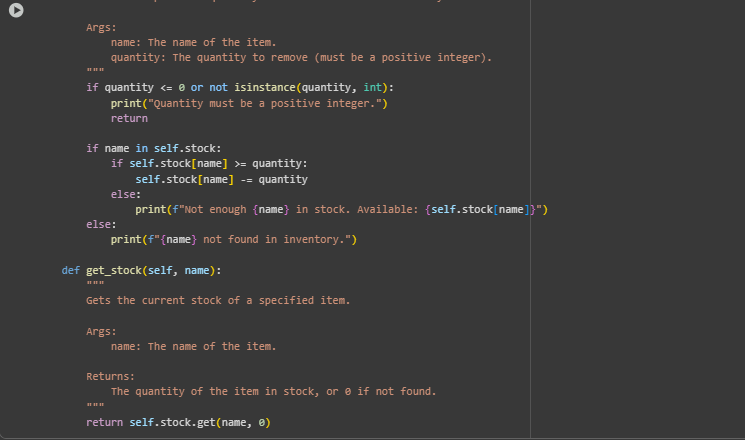 Args:
name: The name of the item.
quantity: The quantity to remove (must be a positive integer).
"""
if quantity <= 0 or not isinstance(quantity, int):
print("Quantity must be a positive integer.")
return
if name in self.stock:
if self.stock[name] >= quantity:
self.stock[name] -= quantity
else:
print(f"Not enough {name} in stock. Available: {self.stock[name]}")
else:
print(f"{name} not found in inventory.")
def get_stock(self, name):
"""
Gets the current stock of a specified item.
Args:
name: The name of the item.
Returns:
The quantity of the item in stock, or 0 if not found.
"""
return self.stock.get(name, 0)